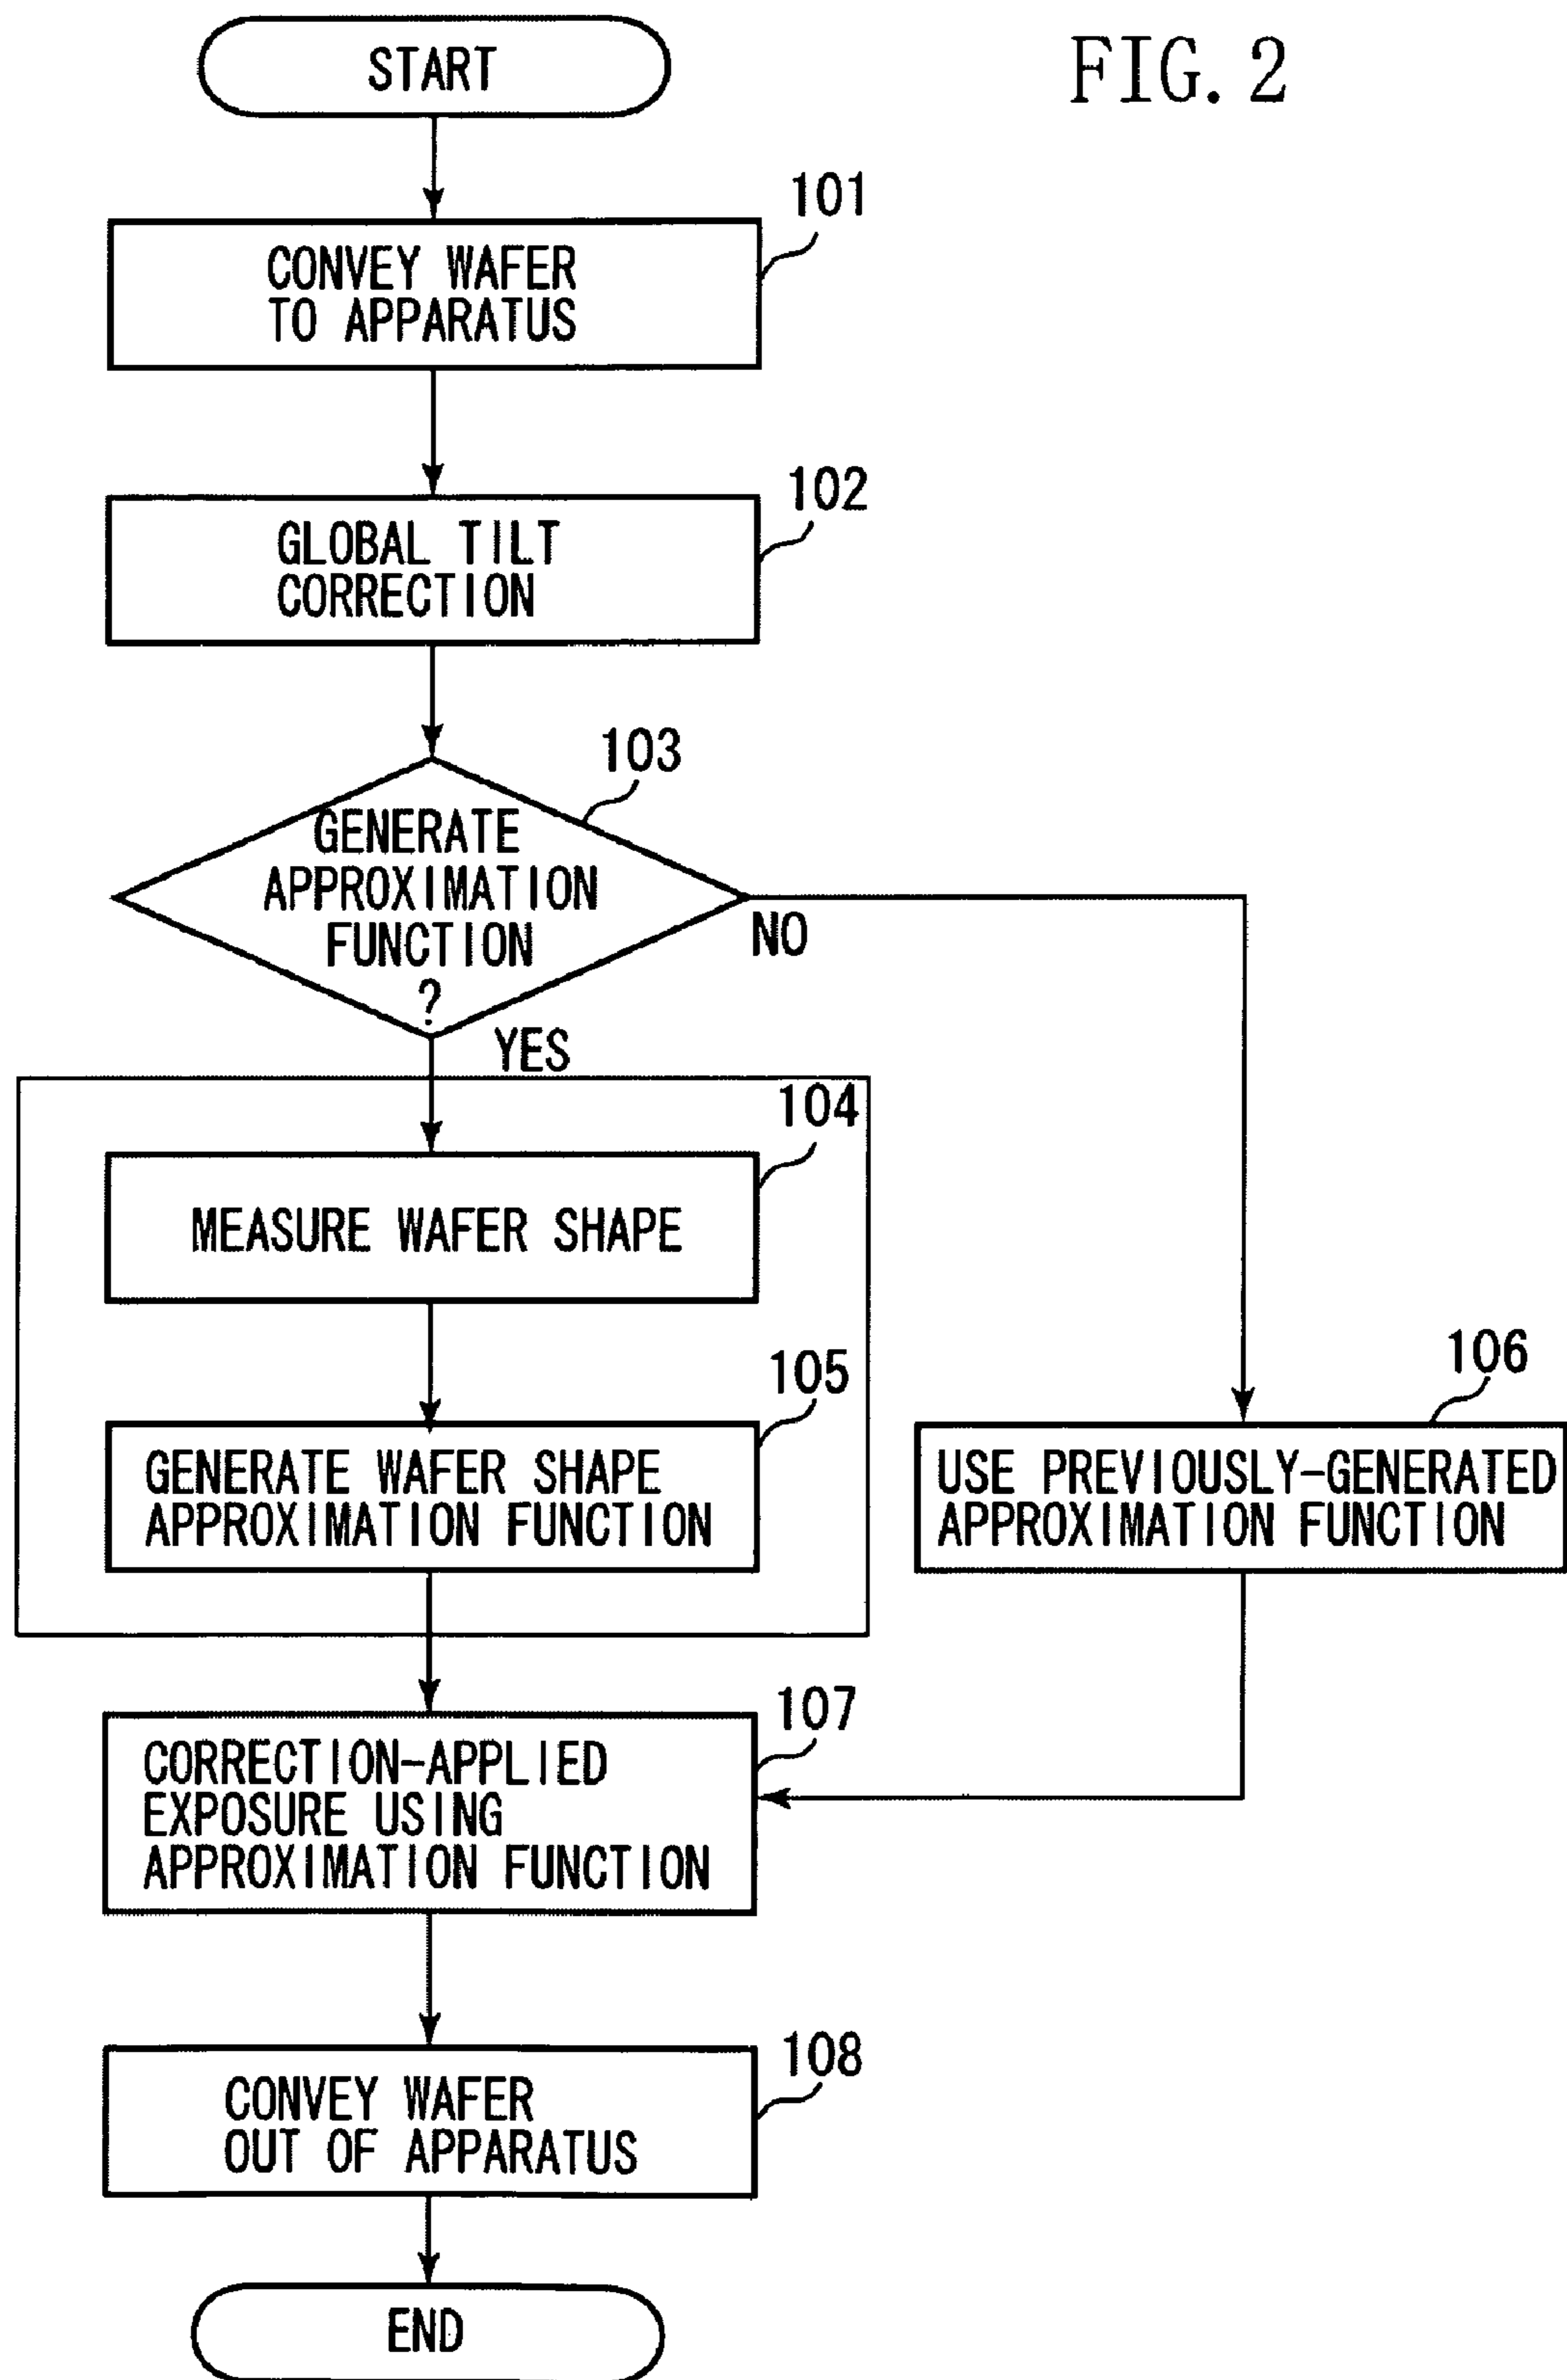 START
FIG. 2
101
CONVEY WAFER
TO APPARATUS
102
GLOBAL TILT
CORRECTION
103
GENERATE
APPROXIMATION
FUNCTION
?
NO
YES
104
MEASURE WAFER SHAPE
105
GENERATE WAFER SHAPE
APPROXIMATION FUNCTION
106
USE PREVIOUSLY-GENERATED
APPROXIMATION FUNCTION
107
CORRECTION-APPLIED
EXPOSURE USING
APPROXIMATION FUNCTION
108
CONVEY WAFER
OUT OF APPARATUS
END